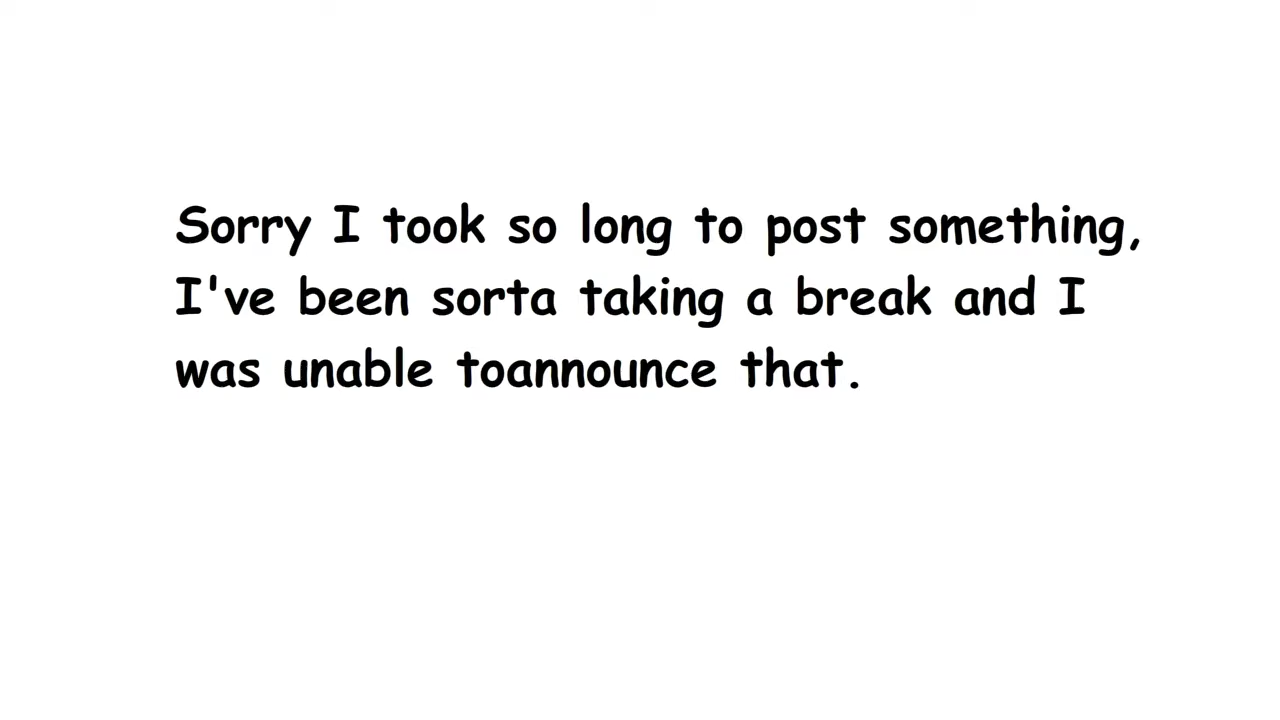 Sorry I took so long to post something,
I've been sorta taking a break and I
was unable toannounce that.